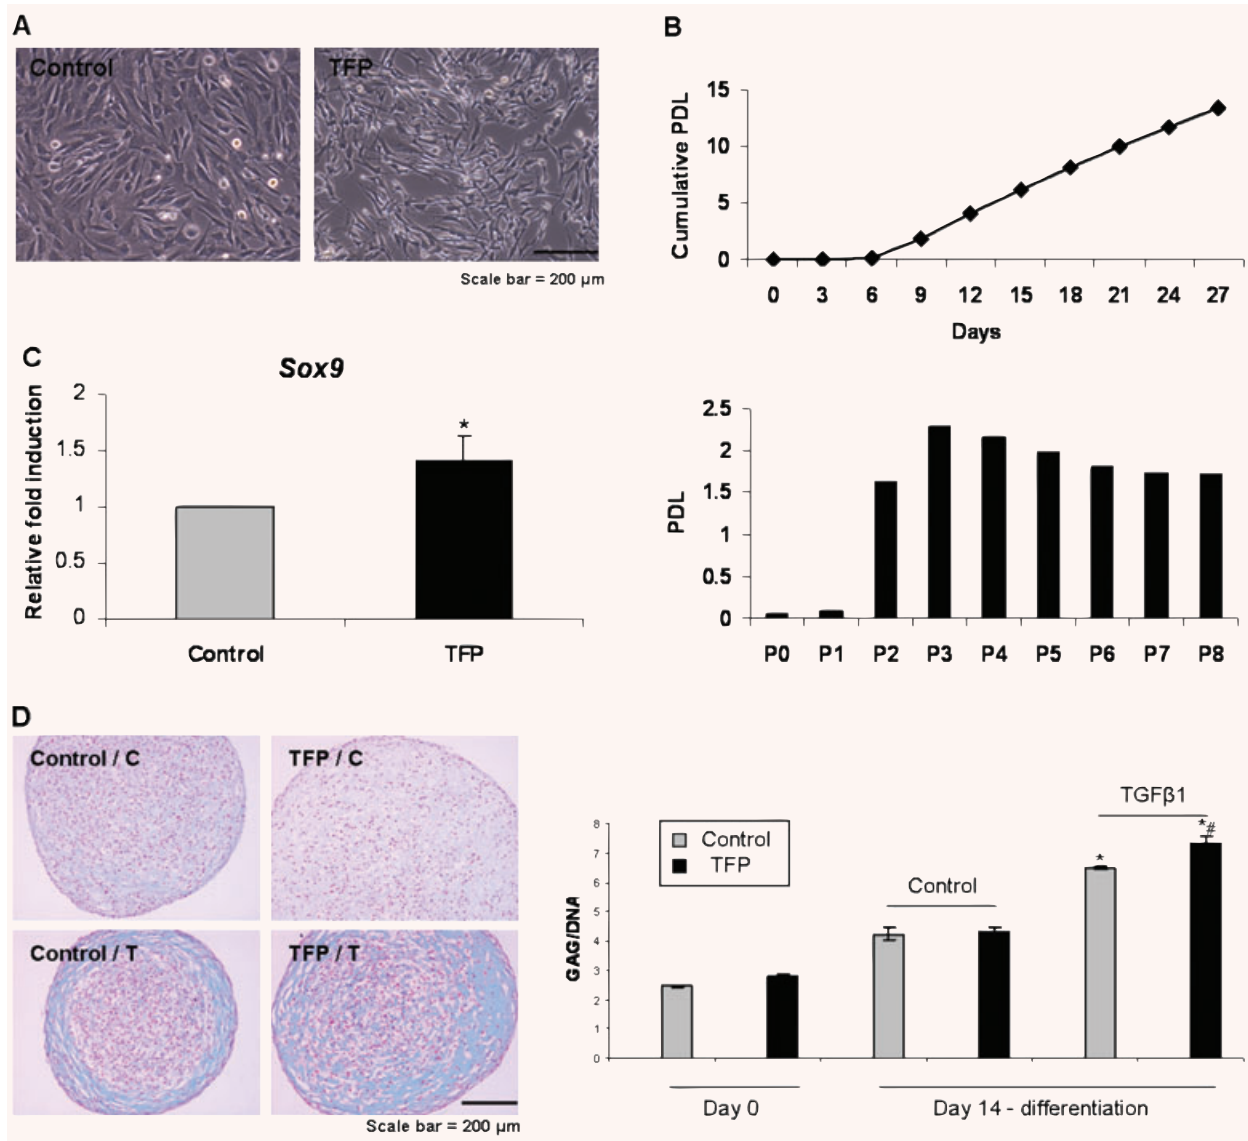 A
Control
TFP
Scale bar = 200 µm
B
Cumulative PDL
15
10
5
0
0 3 6 9 12 15 18 21 24 27
Days
C
Sox9
Relative fold induction
2
1.5
1
0.5
0
*
Control TFP
PDL
2.5
2
1.5
1
0.5
0
P0 P1 P2 P3 P4 P5 P6 P7 P8
D
Control / C
TFP / C
Control / T
TFP / T
Scale bar = 200 µm
GAG/DNA
8
7
6
5
4
3
2
1
0
Control
TFP
Control
TGFβ1
*
*#
Day 0
Day 14 - differentiation